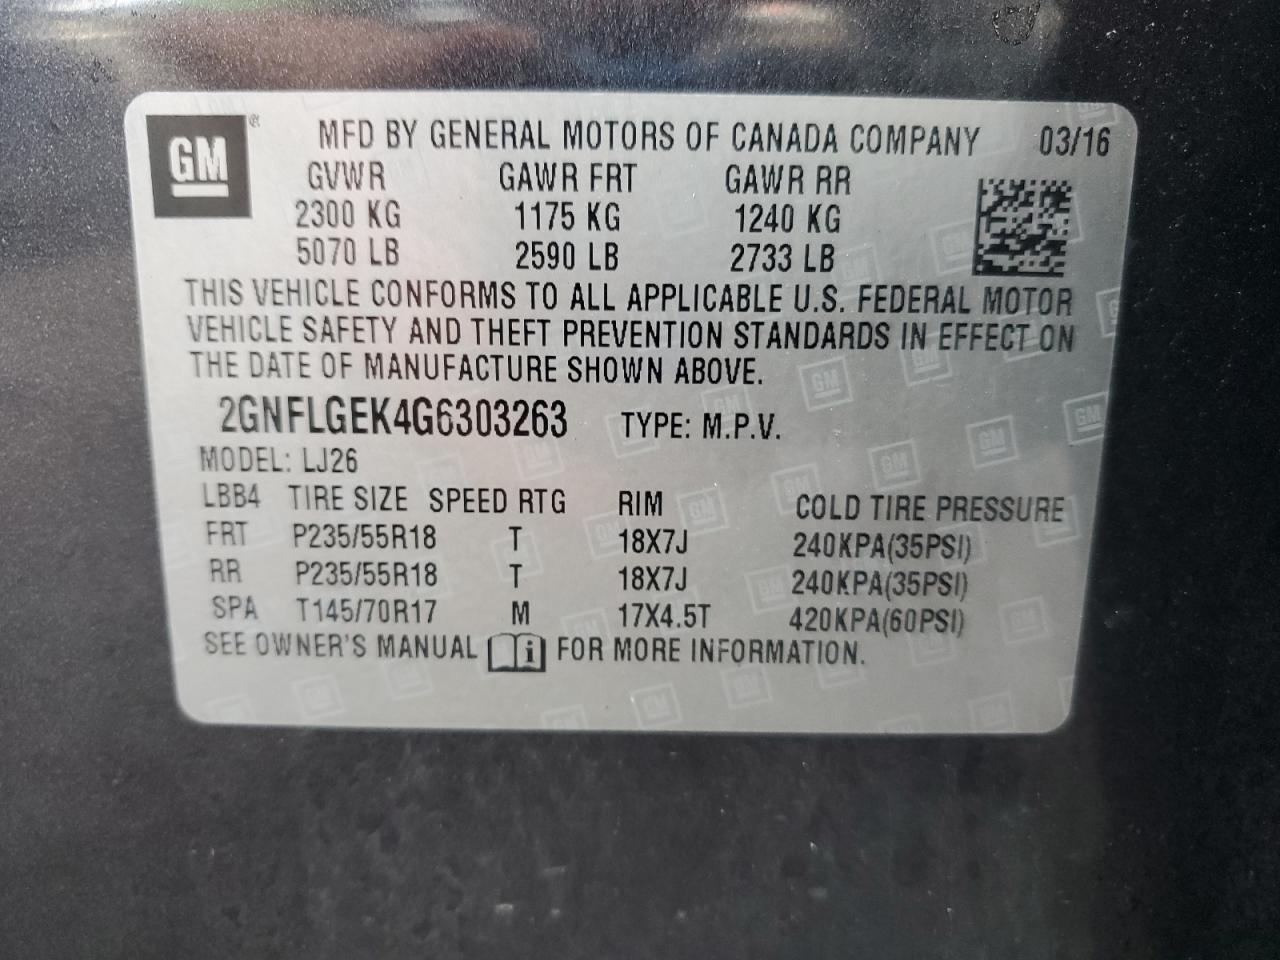 GM ® MFD BY GENERAL MOTORS OF CANADA COMPANY 03/16
GVWR GAWR FRT GAWR RR
2300 KG 1175 KG 1240 KG
5070 LB 2590 LB 2733 LB
THIS VEHICLE CONFORMS TO ALL APPLICABLE U.S. FEDERAL MOTOR
VEHICLE SAFETY AND THEFT PREVENTION STANDARDS IN EFFECT ON
THE DATE OF MANUFACTURE SHOWN ABOVE.
2GNFLGEK4G6303263 TYPE: M.P.V.
MODEL: LJ26
LBB4 TIRE SIZE SPEED RTG RIM COLD TIRE PRESSURE
FRT P235/55R18 T 18X7J 240KPA(35PSI)
RR P235/55R18 T 18X7J 240KPA(35PSI)
SPA T145/70R17 M 17X4.5T 420KPA(60PSI)
SEE OWNER'S MANUAL i FOR MORE INFORMATION.